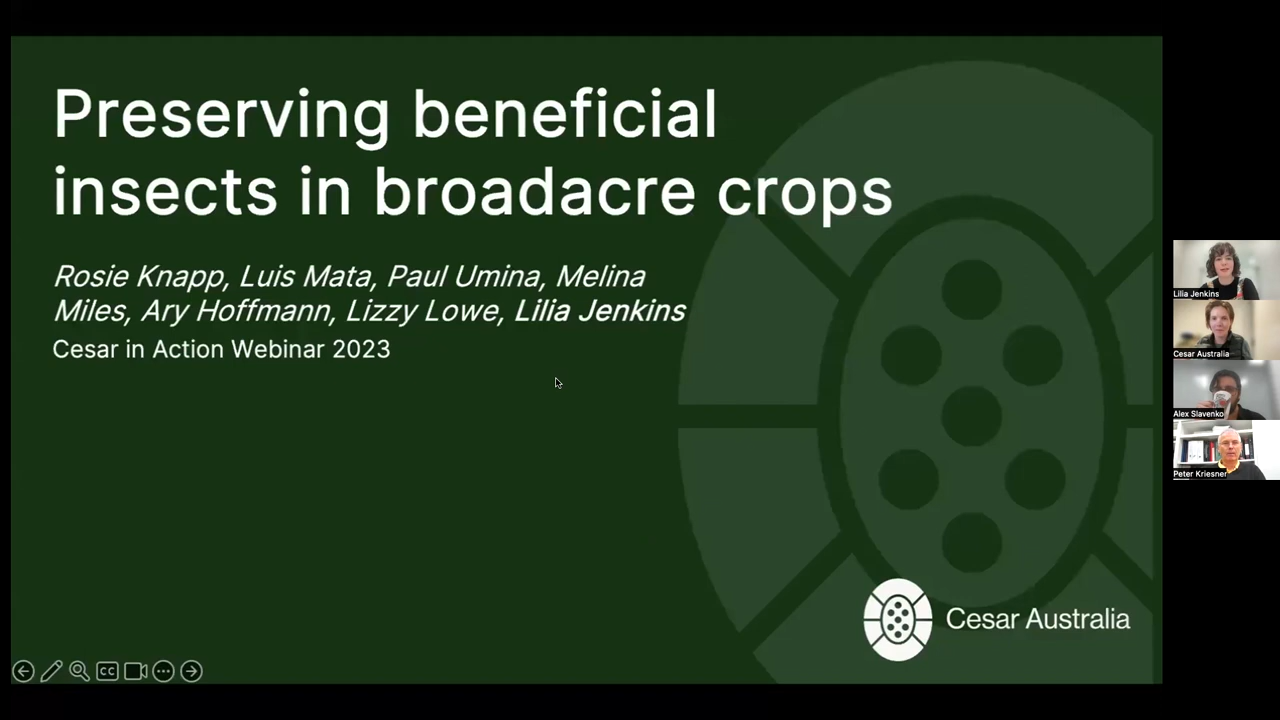 Preserving beneficial
insects in broadacre crops
Rosie Knapp, Luis Mata, Paul Umina, Melina
Miles, Ary Hoffmann, Lizzy Lowe, Lilia Jenkins
Cesar in Action Webinar 2023
Cesar Australia
CC
Lilia Jenkins
Cesar Australia
Alex Slavenko
Peter Kriesner